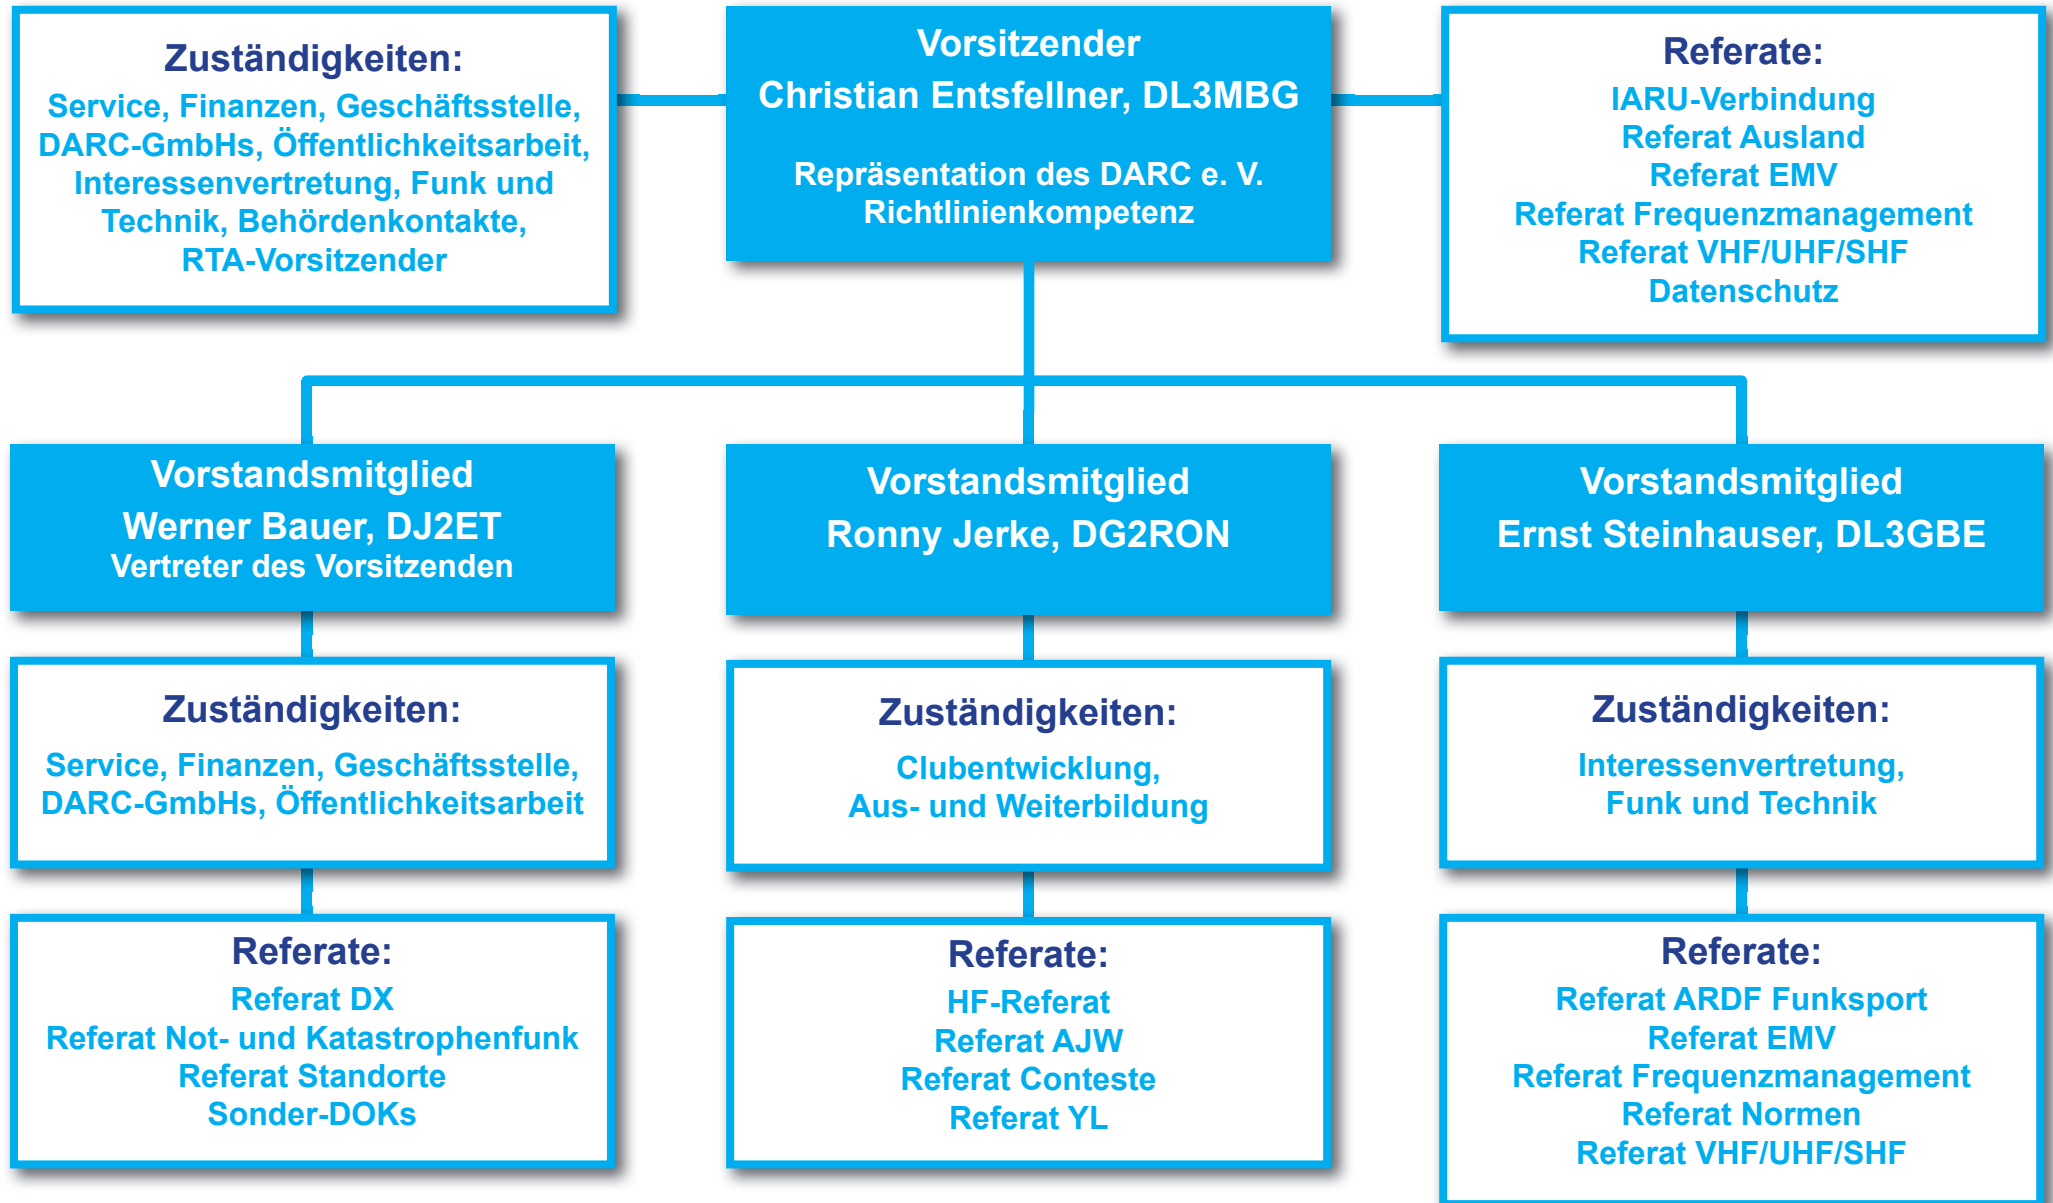 Zuständigkeiten:
Service, Finanzen, Geschäftsstelle,
DARC-GmbHs, Öffentlichkeitsarbeit,
Interessenvertretung, Funk und
Technik, Behördenkontakte,
RTA-Vorsitzender
Vorsitzender
Christian Entsfellner, DL3MBG
Repräsentation des DARC e. V.
Richtlinienkompetenz
Referate:
IARU-Verbindung
Referat Ausland
Referat EMV
Referat Frequenzmanagement
Referat VHF/UHF/SHF
Datenschutz
Vorstandsmitglied
Werner Bauer, DJ2ET
Vertreter des Vorsitzenden
Zuständigkeiten:
Service, Finanzen, Geschäftsstelle,
DARC-GmbHs, Öffentlichkeitsarbeit
Referate:
Referat DX
Referat Not- und Katastrophenfunk
Referat Standorte
Sonder-DOKs
Vorstandsmitglied
Ronny Jerke, DG2RON
Zuständigkeiten:
Clubentwicklung,
Aus- und Weiterbildung
Referate:
HF-Referat
Referat AJW
Referat Conteste
Referat YL
Vorstandsmitglied
Ernst Steinhauser, DL3GBE
Zuständigkeiten:
Interessenvertretung,
Funk und Technik
Referate:
Referat ARDF Funksport
Referat EMV
Referat Frequenzmanagement
Referat Normen
Referat VHF/UHF/SHF